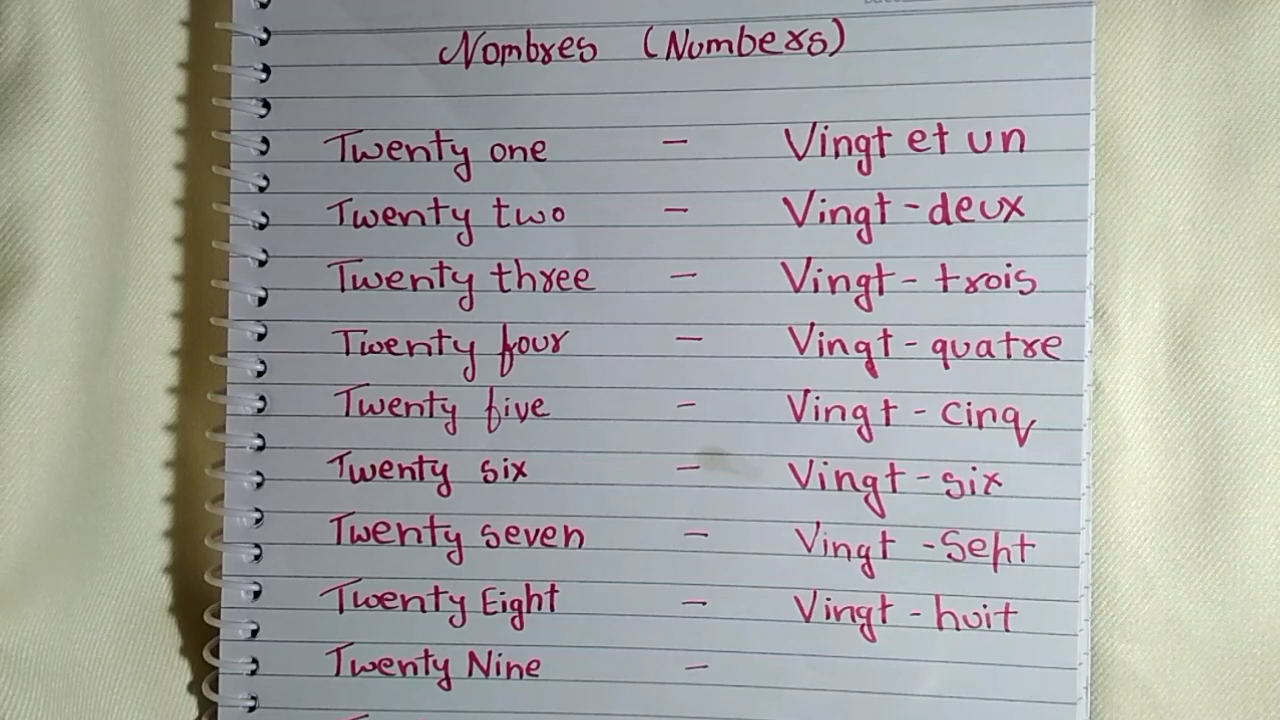 Nombres (Numbers)
Twenty one - Vingt et un
Twenty two - Vingt-deux
Twenty three - Vingt-trois
Twenty four - Vingt-quatre
Twenty five - Vingt-cinq
Twenty six - Vingt-six
Twenty seven - Vingt-Sept
Twenty Eight - Vingt-huit
Twenty Nine -